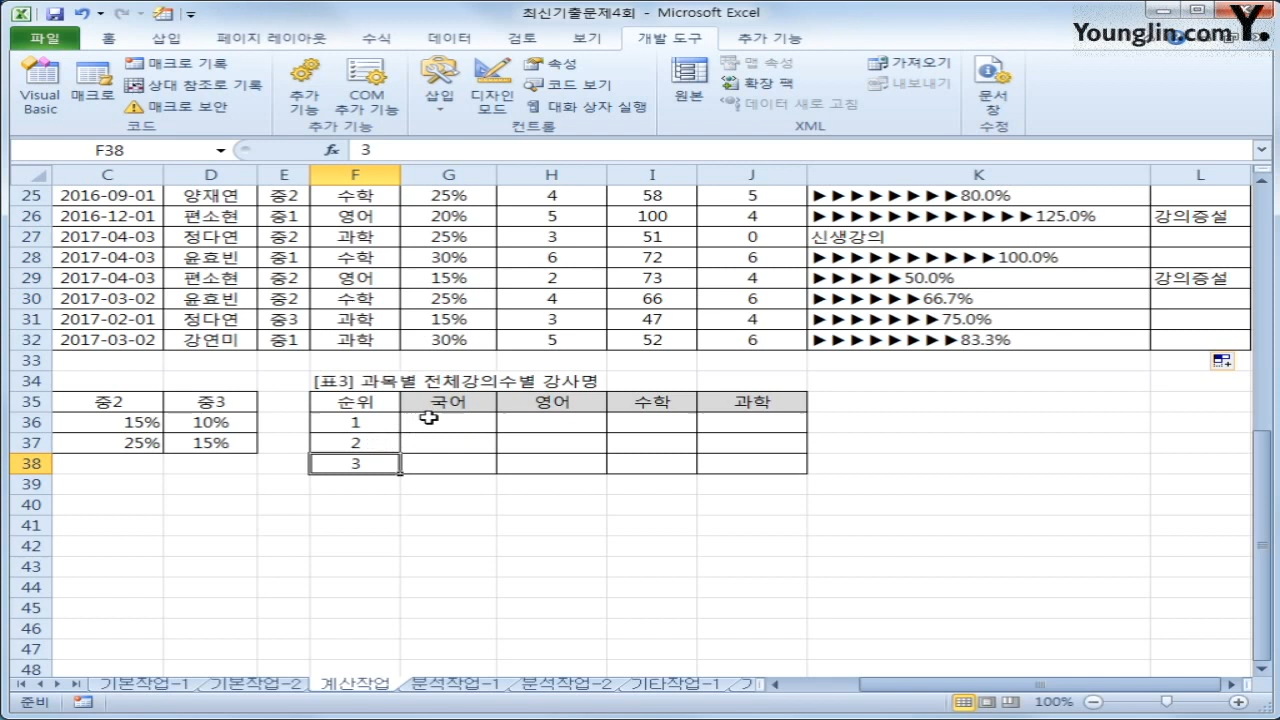 최신기출문제4회 - Microsoft Excel
YoungJin.com Y.
파일 홈 삽입 페이지 레이아웃 수식 데이터 검토 보기 개발 도구 추가 기능
Visual Basic
매크로
매크로 기록
상대 참조로 기록
매크로 보안
코드
추가 기능
COM 추가 기능
추가 기능
삽입
디자인 모드
속성
코드 보기
대화 상자 실행
컨트롤
원본
맵 속성
확장 팩
데이터 새로 고침
가져오기
내보내기
XML
문서 창
수정
F38 fx 3
C D E F G H I J K L
25 2016-09-01 양재연 중2 수학 25% 4 58 5 ▶▶▶▶▶▶▶▶80.0%
26 2016-12-01 편소현 중1 영어 20% 5 100 4 ▶▶▶▶▶▶▶▶▶▶▶▶125.0% 강의증설
27 2017-04-03 정다연 중2 과학 25% 3 51 0 신생강의
28 2017-04-03 윤효빈 중1 수학 30% 6 72 6 ▶▶▶▶▶▶▶▶▶▶100.0%
29 2017-04-03 편소현 중2 영어 15% 2 73 4 ▶▶▶▶▶50.0% 강의증설
30 2017-03-02 윤효빈 중2 수학 25% 4 66 6 ▶▶▶▶▶▶66.7%
31 2017-02-01 정다연 중3 과학 15% 3 47 4 ▶▶▶▶▶▶▶75.0%
32 2017-03-02 강연미 중1 과학 30% 5 52 6 ▶▶▶▶▶▶▶▶83.3%
33
34 [표3] 과목별 전체강의수별 강사명
35 중2 중3 순위 국어 영어 수학 과학
36 15% 10% 1
37 25% 15% 2
38 3
39
40
41
42
43
44
45
46
47
48
기본작업-1 기본작업-2 계산작업 분석작업-1 분석작업-2 기타작업-1
준비 100%